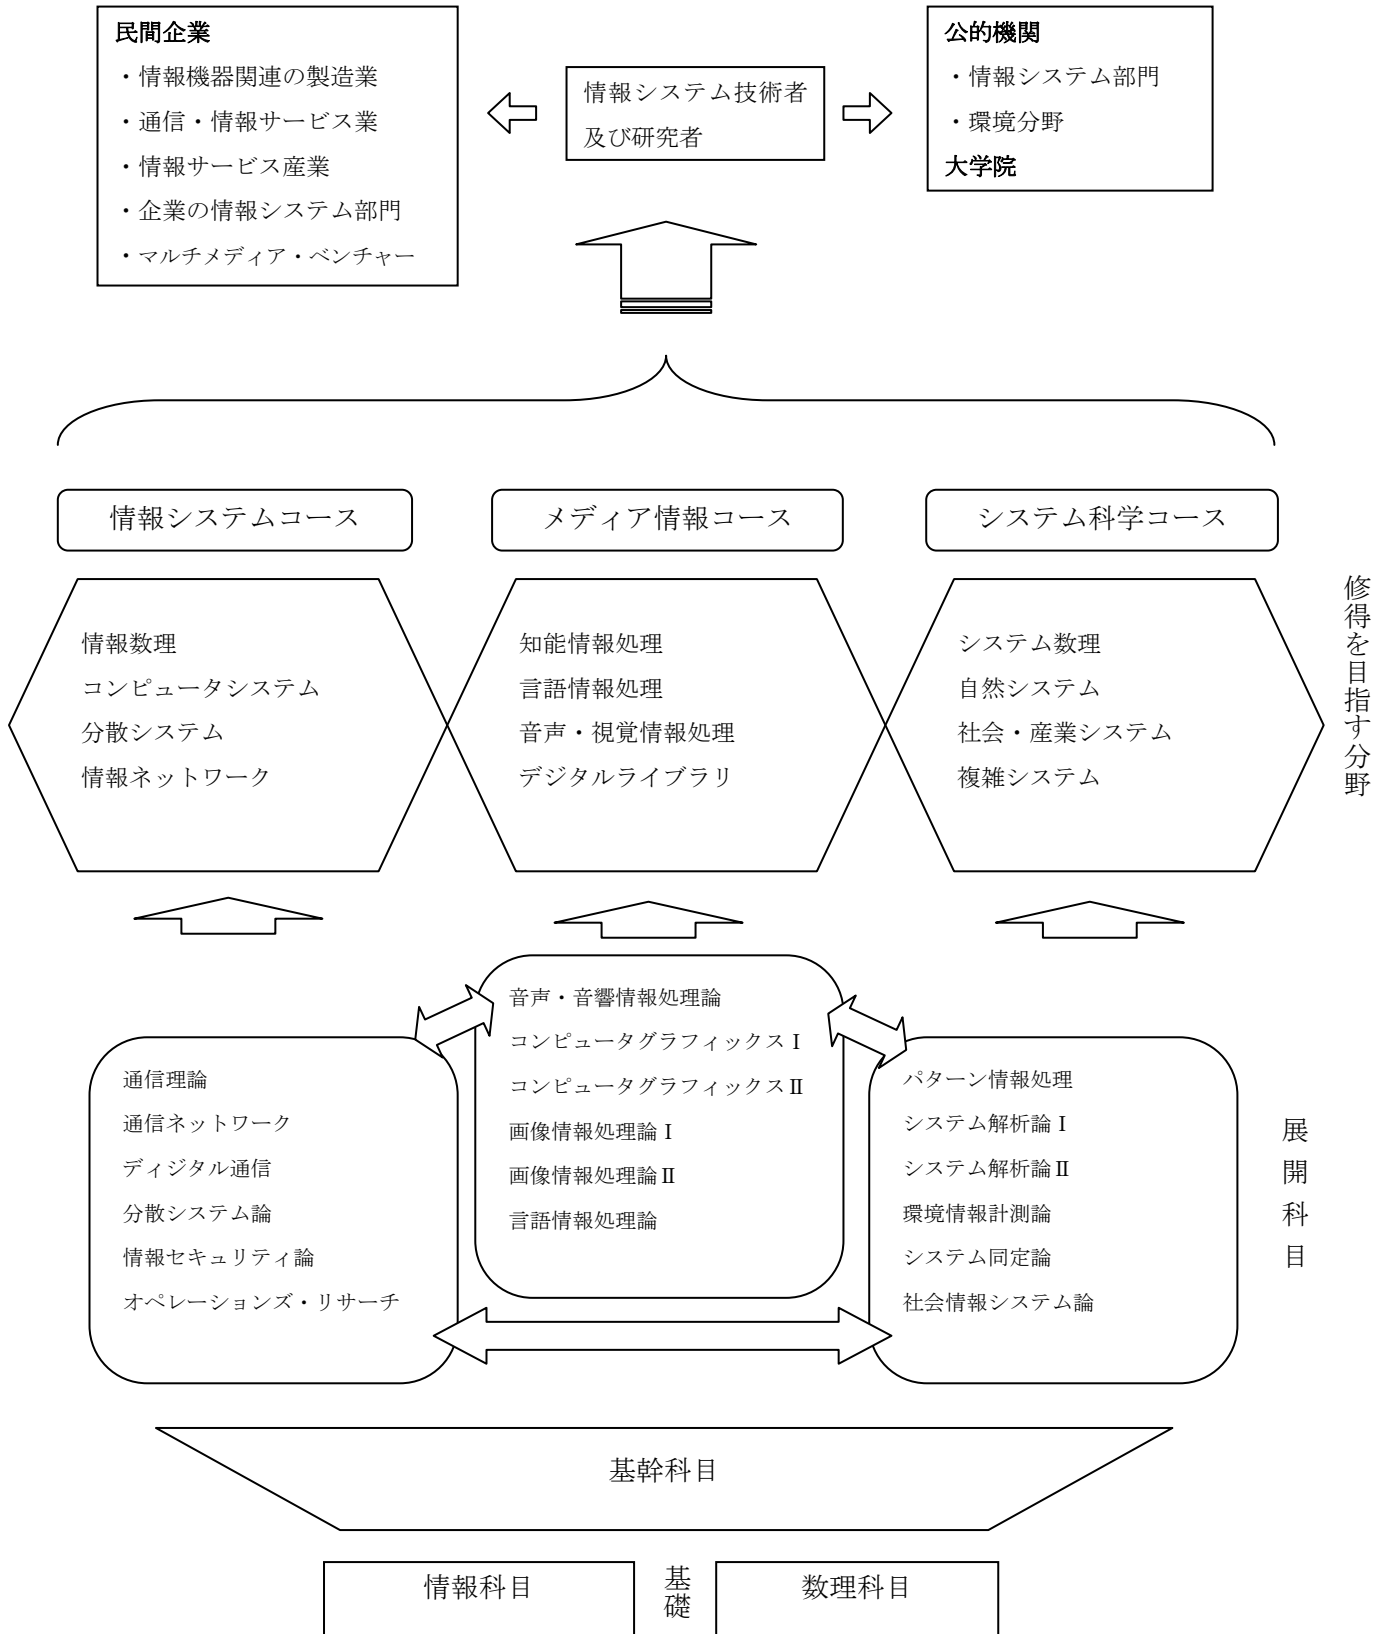 民間企業
・情報機器関連の製造業
・通信・情報サービス業
・情報サービス産業
・企業の情報システム部門
・マルチメディア・ベンチャー
情報システム技術者
及び研究者
公的機関
・情報システム部門
・環境分野
大学院
情報システムコース
メディア情報コース
システム科学コース
情報数理
コンピュータシステム
分散システム
情報ネットワーク
知能情報処理
言語情報処理
音声・視覚情報処理
デジタルライブラリ
システム数理
自然システム
社会・産業システム
複雑システム
修得を目指す分野
通信理論
通信ネットワーク
ディジタル通信
分散システム論
情報セキュリティ論
オペレーションズ・リサーチ
音声・音響情報処理論
コンピュータグラフィックスⅠ
コンピュータグラフィックスⅡ
画像情報処理論Ⅰ
画像情報処理論Ⅱ
言語情報処理論
パターン情報処理
システム解析論Ⅰ
システム解析論Ⅱ
環境情報計測論
システム同定論
社会情報システム論
展開科目
基幹科目
情報科目
基礎
数理科目